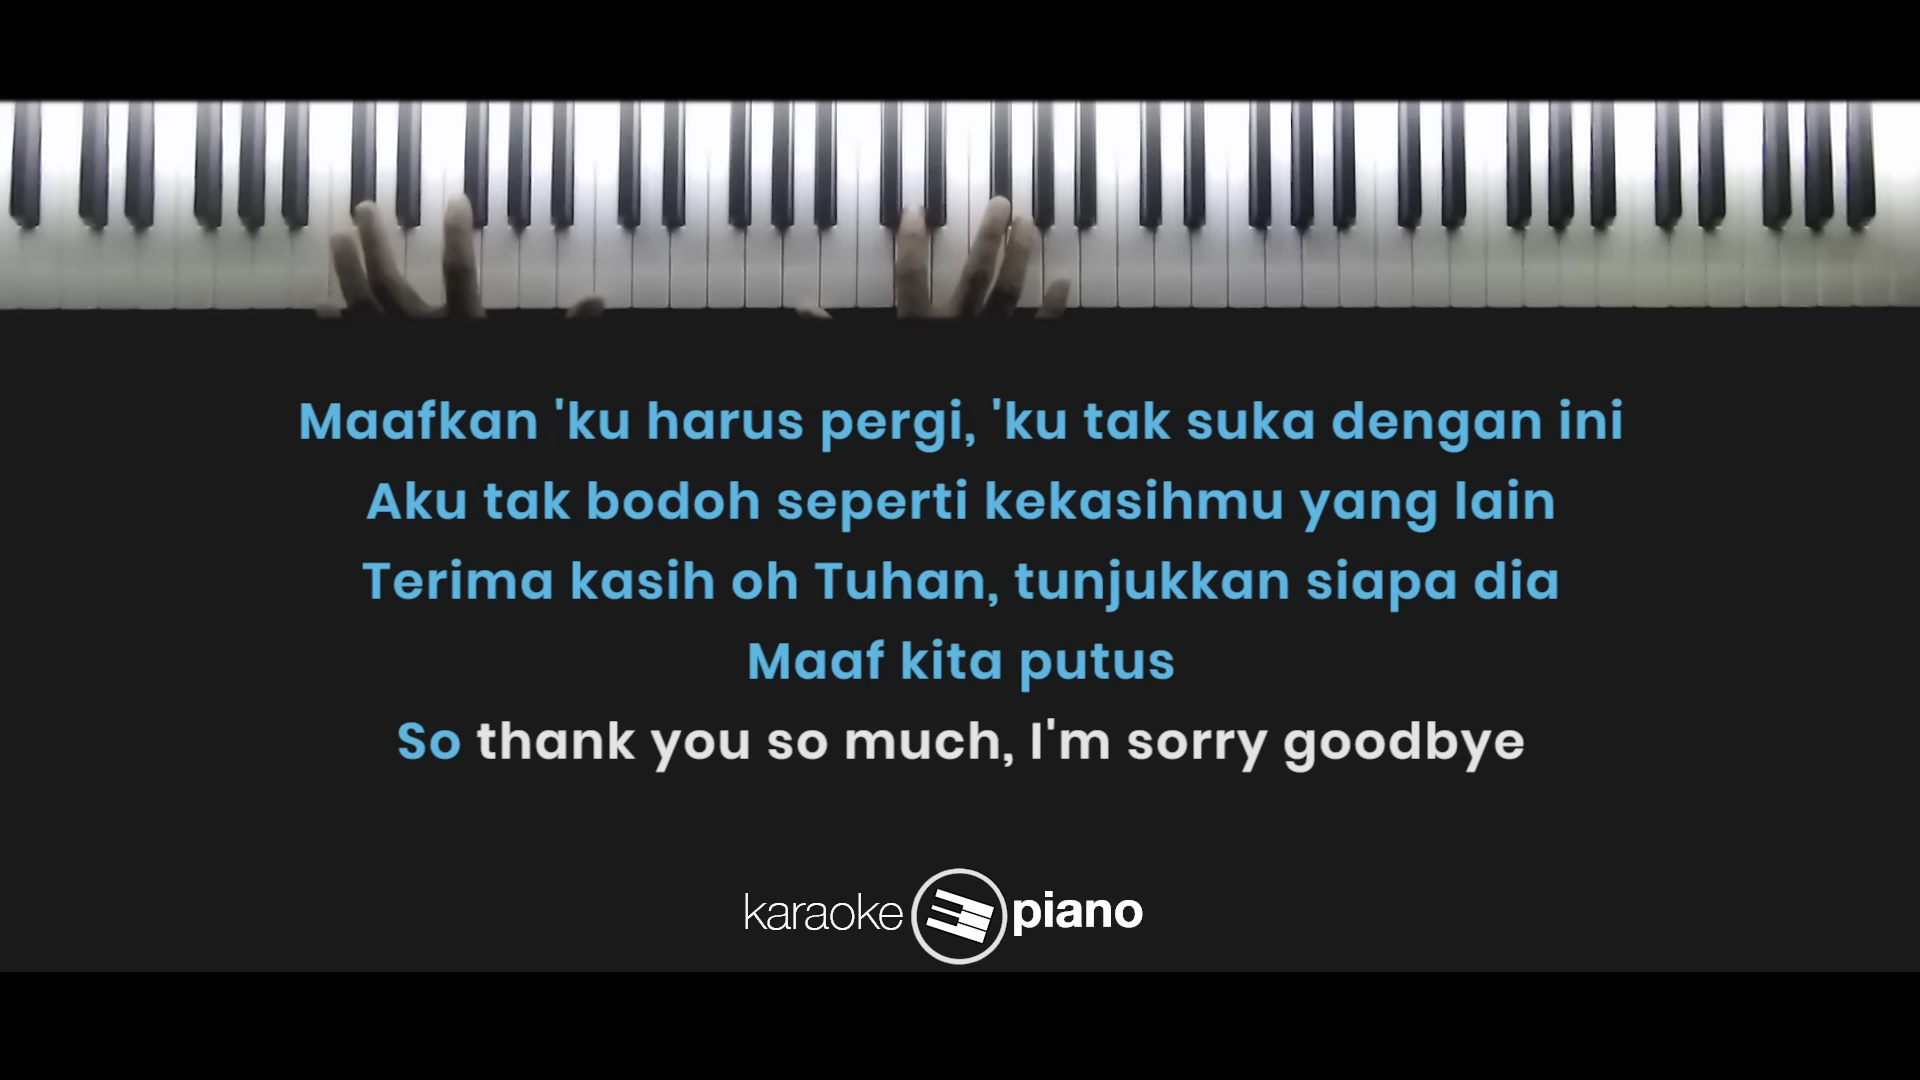 Maafkan 'ku harus pergi, 'ku tak suka dengan ini
Aku tak bodoh seperti kekasihmu yang lain
Terima kasih oh Tuhan, tunjukkan siapa dia
Maaf kita putus
So thank you so much, I'm sorry goodbye
karaoke piano